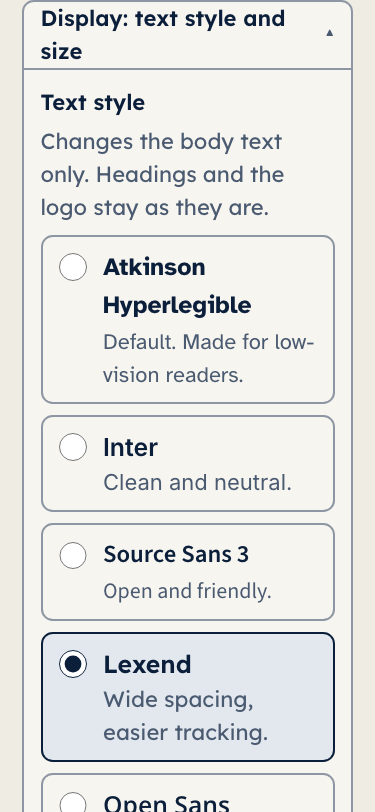 Display: text style and
size
▲
Text style
Changes the body text
only. Headings and the
logo stay as they are.
Atkinson
Hyperlegible
Default. Made for low-
vision readers.
Inter
Clean and neutral.
Source Sans 3
Open and friendly.
Lexend
Wide spacing,
easier tracking.
Open Sans